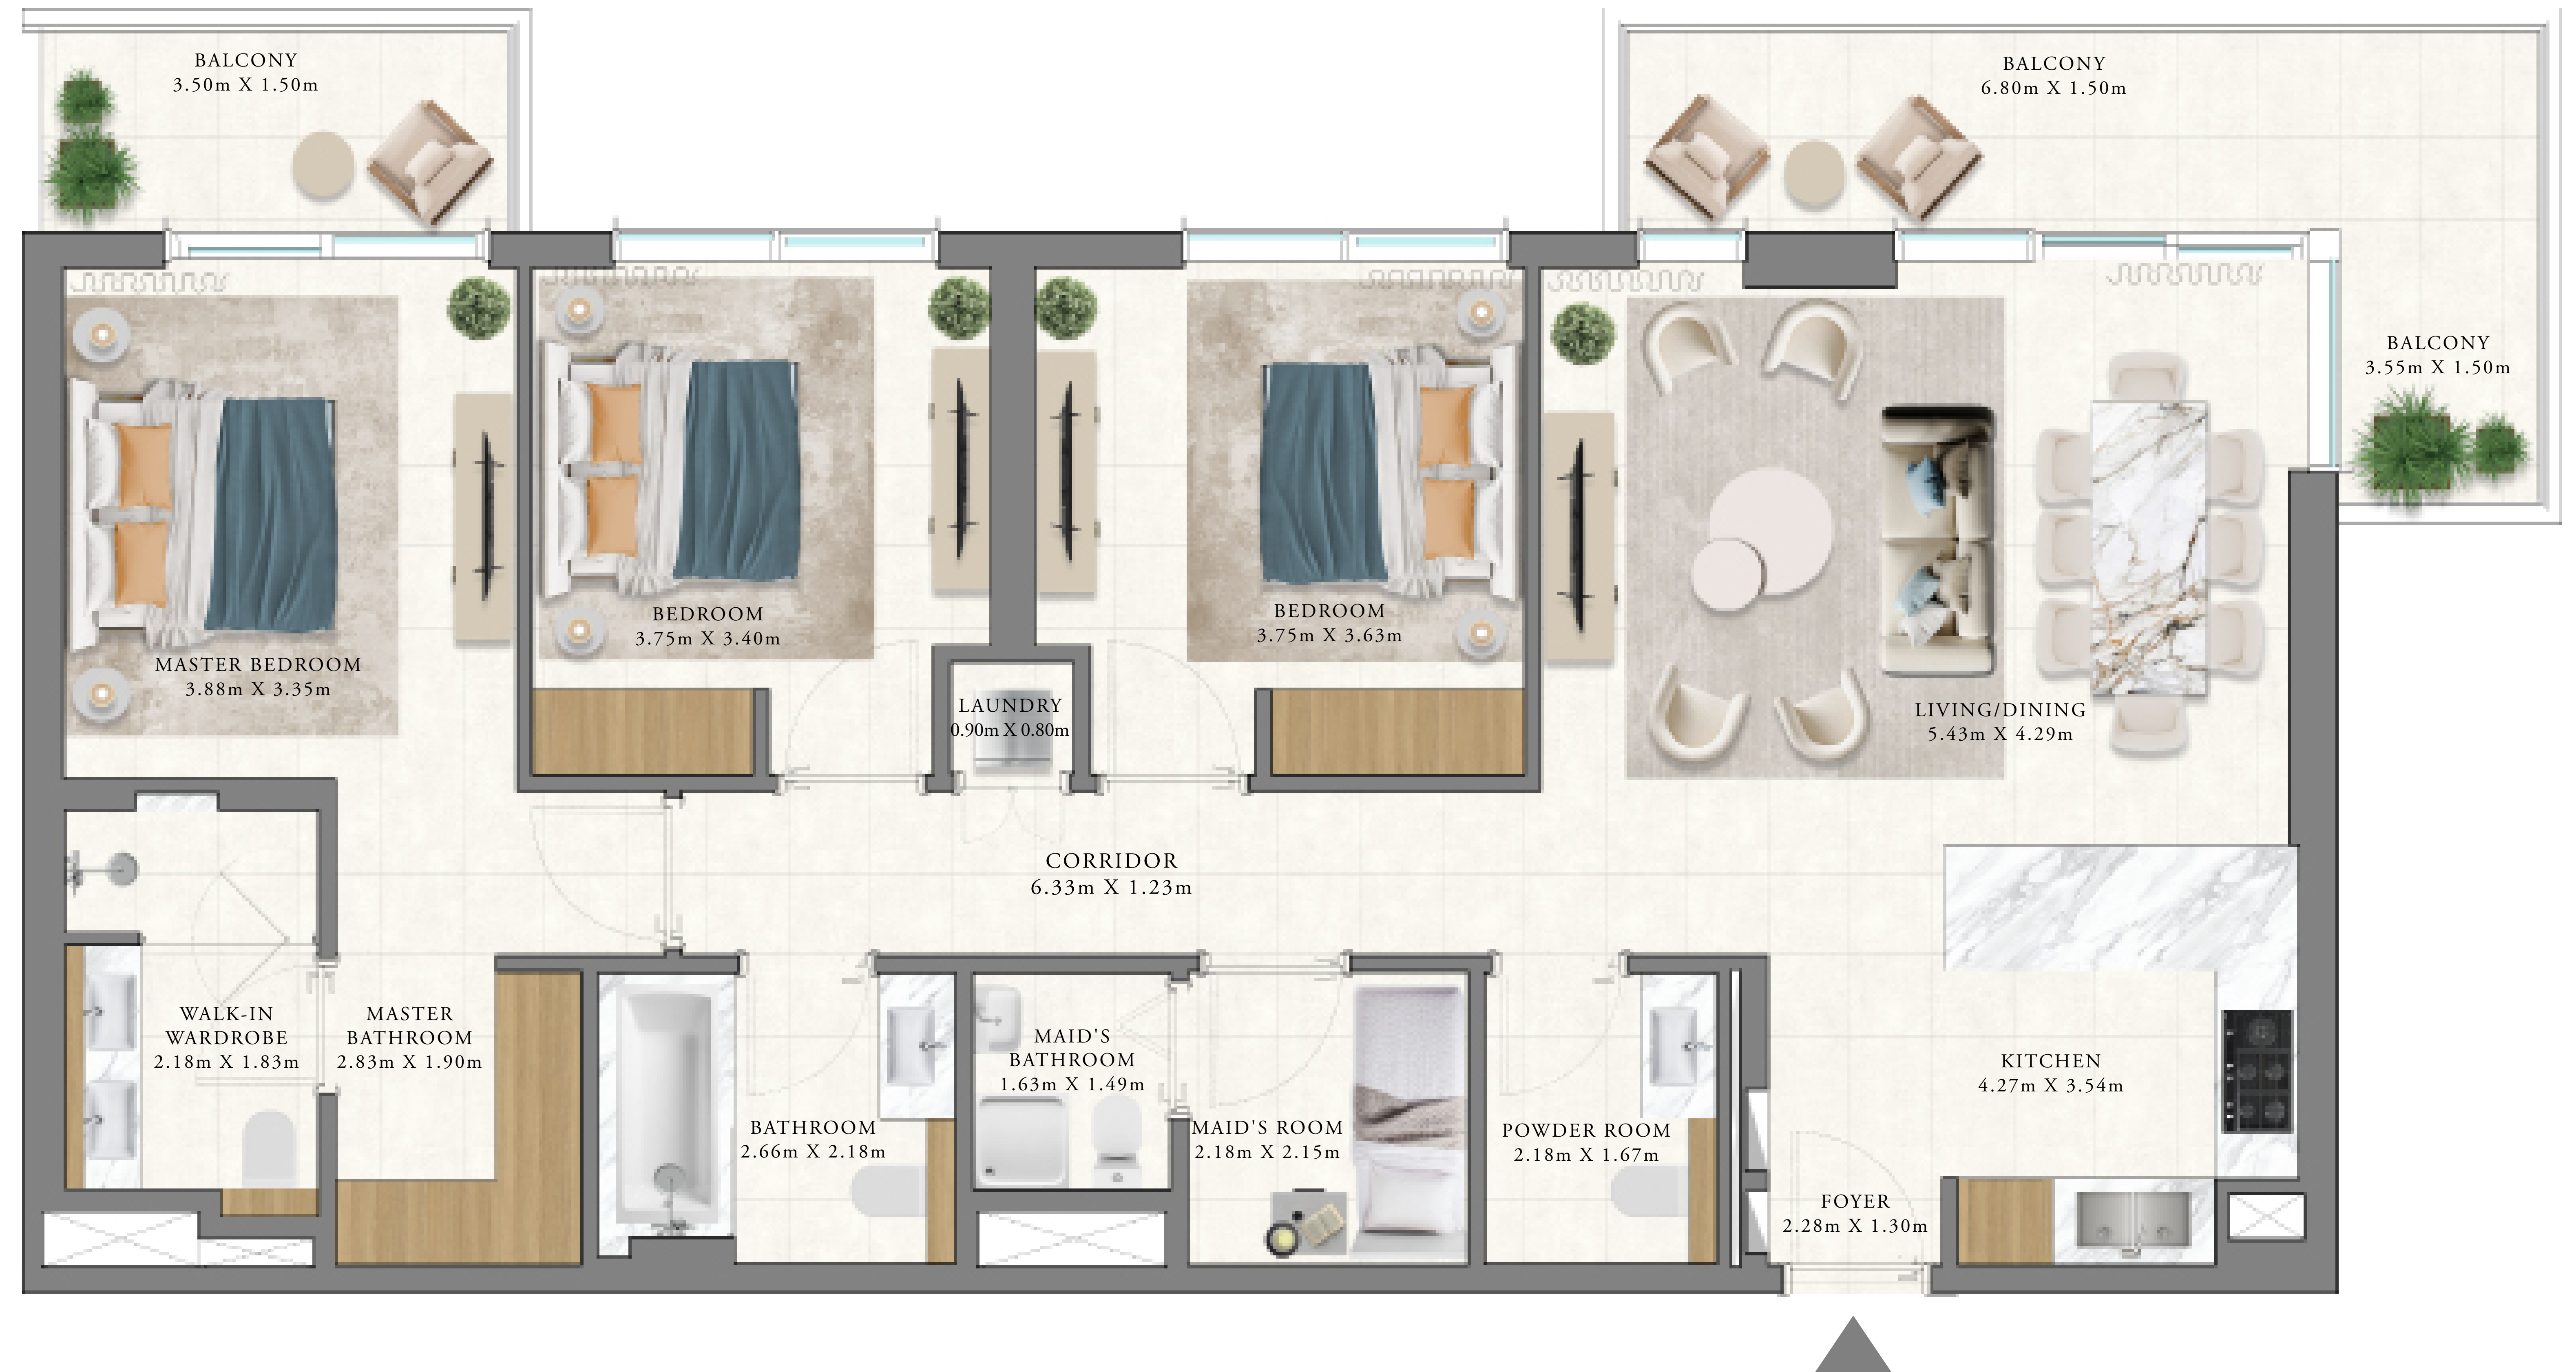 BALCONY
3.50m X 1.50m
BALCONY
6.80m X 1.50m
BALCONY
3.55m X 1.50m
MASTER BEDROOM
3.88m X 3.35m
BEDROOM
3.75m X 3.40m
BEDROOM
3.75m X 3.63m
LAUNDRY
0.90m X 0.80m
LIVING/DINING
5.43m X 4.29m
CORRIDOR
6.33m X 1.23m
WALK-IN
WARDROBE
2.18m X 1.83m
MASTER
BATHROOM
2.83m X 1.90m
BATHROOM
2.66m X 2.18m
MAID'S
BATHROOM
1.63m X 1.49m
MAID'S ROOM
2.18m X 2.15m
POWDER ROOM
2.18m X 1.67m
KITCHEN
4.27m X 3.54m
FOYER
2.28m X 1.30m